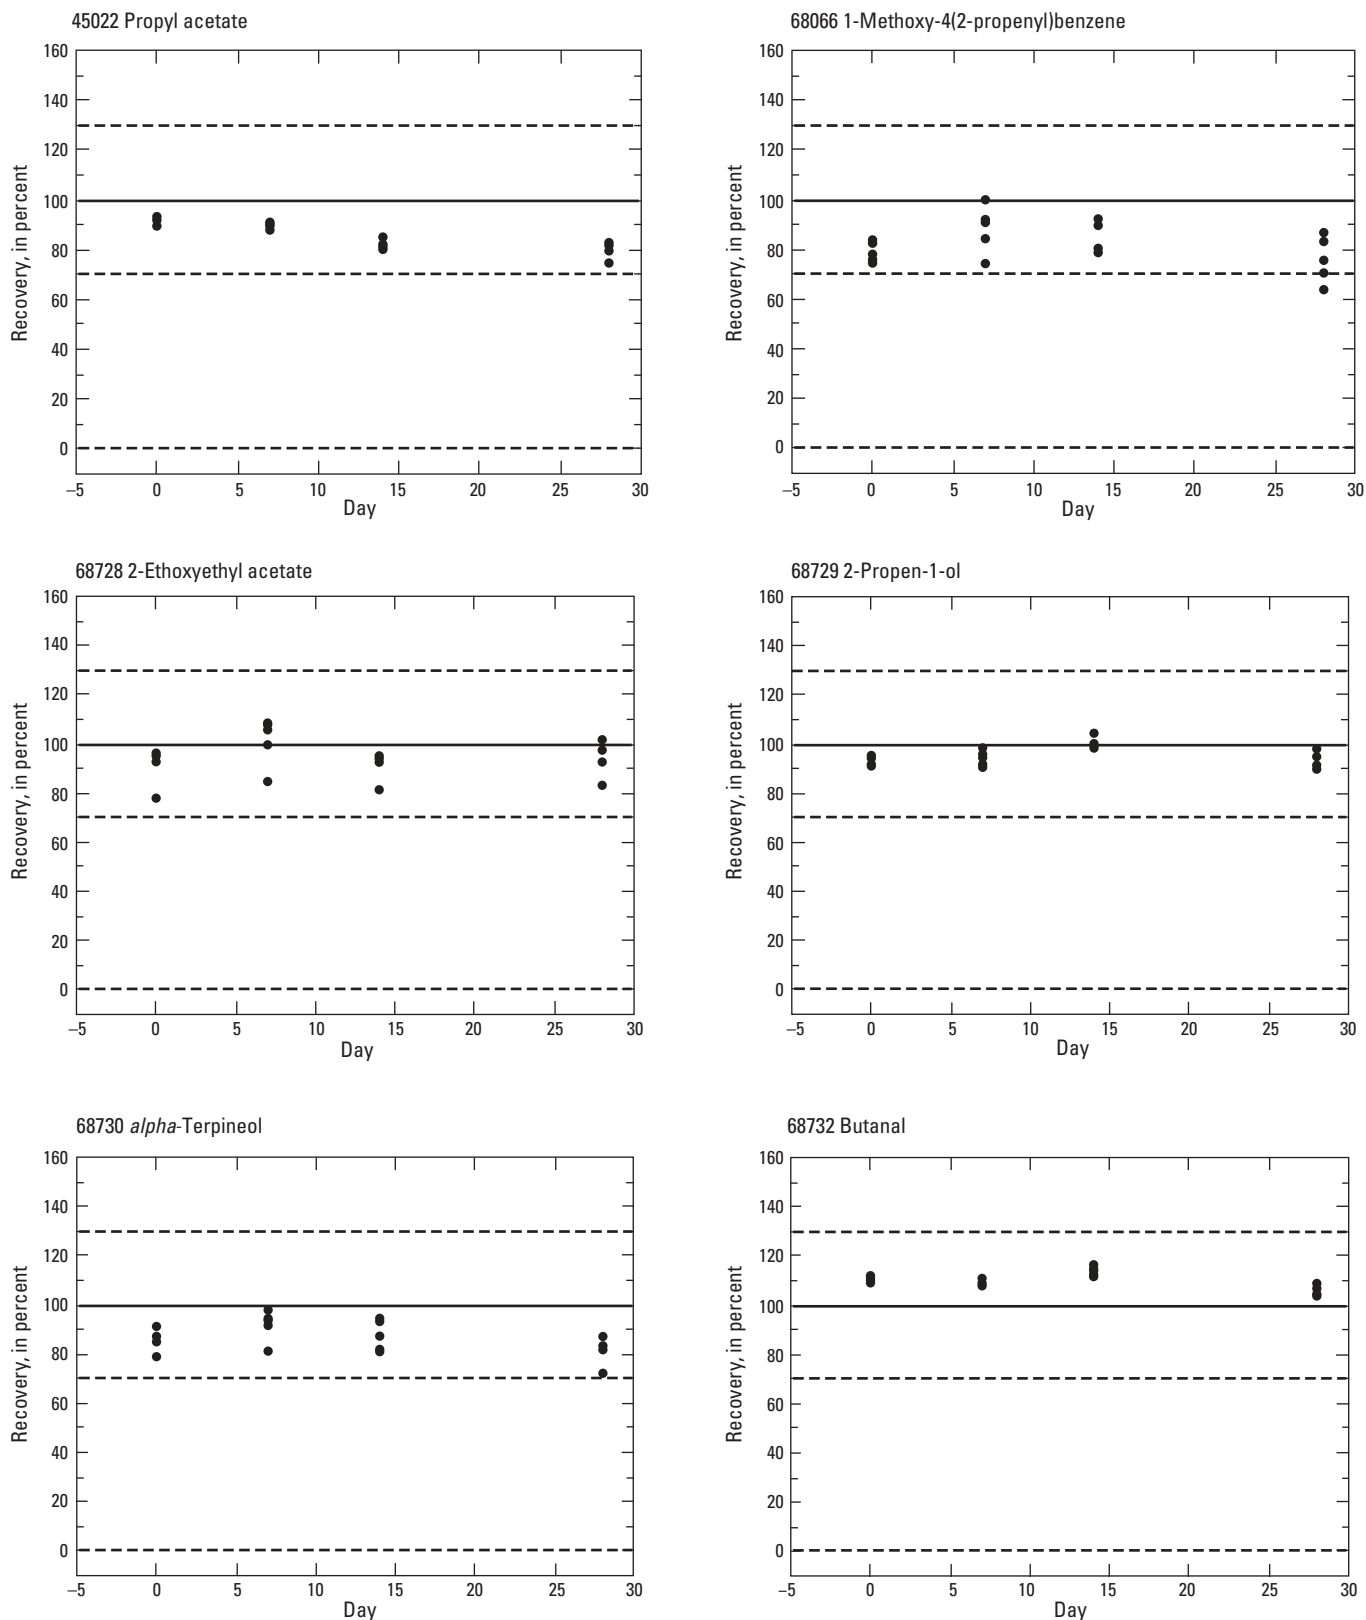 45022 Propyl acetate
160
140
120
100
80
60
40
20
0
Recovery, in percent
–5 0 5 10 15 20 25 30
Day
68066 1-Methoxy-4(2-propenyl)benzene
160
140
120
100
80
60
40
20
0
Recovery, in percent
–5 0 5 10 15 20 25 30
Day
68728 2-Ethoxyethyl acetate
160
140
120
100
80
60
40
20
0
Recovery, in percent
–5 0 5 10 15 20 25 30
Day
68729 2-Propen-1-ol
160
140
120
100
80
60
40
20
0
Recovery, in percent
–5 0 5 10 15 20 25 30
Day
68730 alpha-Terpineol
160
140
120
100
80
60
40
20
0
Recovery, in percent
–5 0 5 10 15 20 25 30
Day
68732 Butanal
160
140
120
100
80
60
40
20
0
Recovery, in percent
–5 0 5 10 15 20 25 30
Day